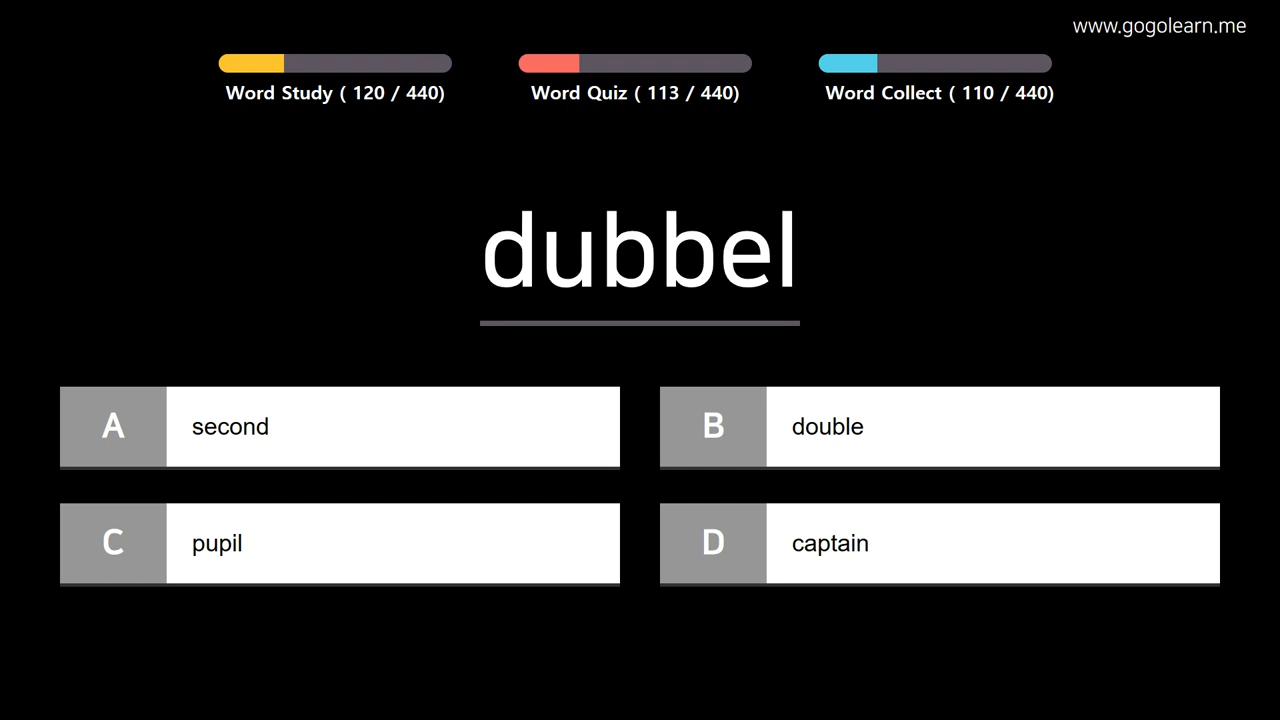 www.gogolearn.me
Word Study ( 120 / 440)
Word Quiz ( 113 / 440)
Word Collect ( 110 / 440)
dubbel
A second
B double
C pupil
D captain